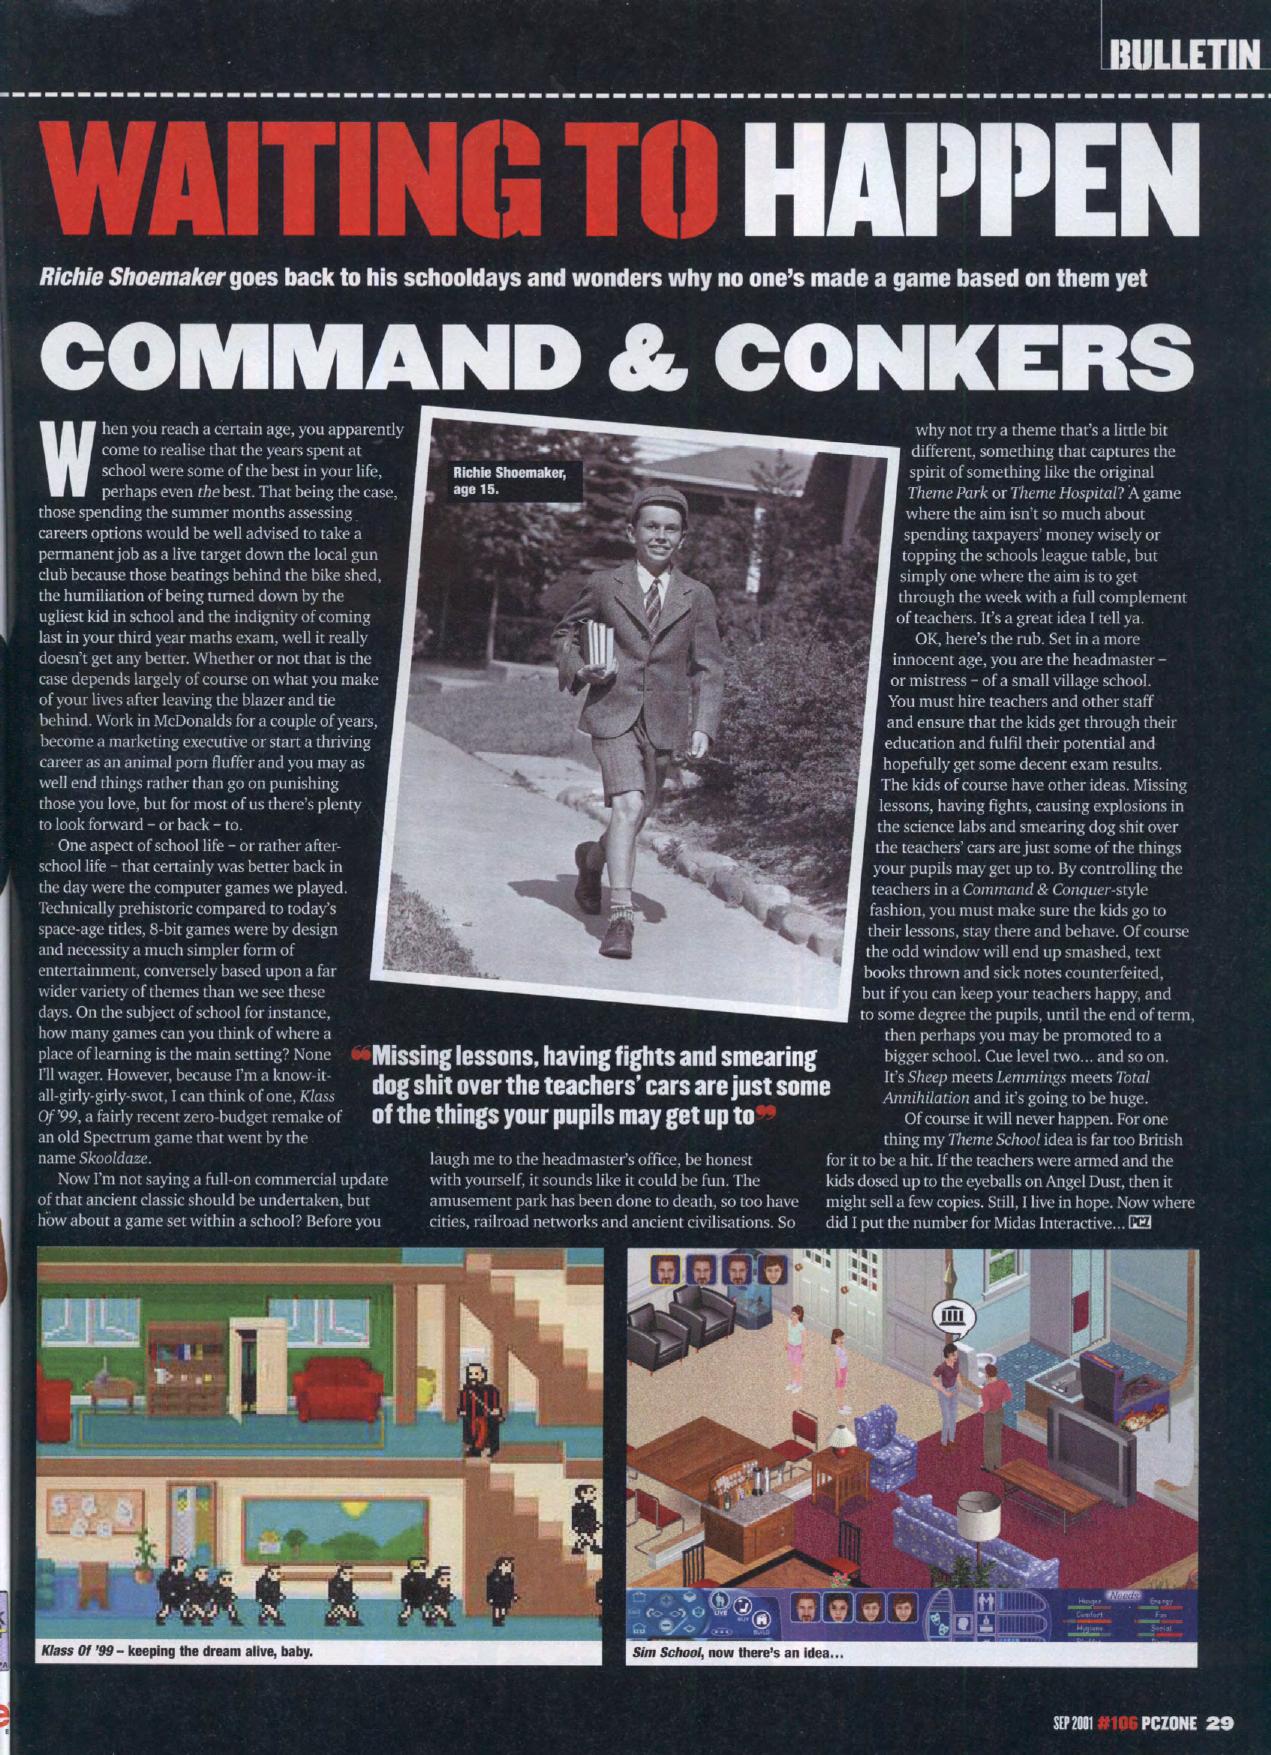 BULLETIN
WAITING TO HAPPEN
Richie Shoemaker goes back to his schooldays and wonders why no one's made a game based on them yet
COMMAND & CONKERS
When you reach a certain age, you apparently
come to realise that the years spent at
school were some of the best in your life,
perhaps even the best. That being the case,
those spending the summer months assessing
careers options would be well advised to take a
permanent job as a live target down the local gun
club because those beatings behind the bike shed,
the humiliation of being turned down by the
ugliest kid in school and the indignity of coming
last in your third year maths exam, well it really
doesn't get any better. Whether or not that is the
case depends largely of course on what you make
of your lives after leaving the blazer and tie
behind. Work in McDonalds for a couple of years,
become a marketing executive or start a thriving
career as an animal porn fluffer and you may as
well end things rather than go on punishing
those you love, but for most of us there's plenty
to look forward – or back – to.
One aspect of school life – or rather after-
school life – that certainly was better back in
the day were the computer games we played.
Technically prehistoric compared to today's
space-age titles, 8-bit games were by design
and necessity a much simpler form of
entertainment, conversely based upon a far
wider variety of themes than we see these
days. On the subject of school for instance,
how many games can you think of where a
place of learning is the main setting? None
I'll wager. However, because I'm a know-it-
all-girly-girly-swot, I can think of one, Klass
Of '99, a fairly recent zero-budget remake of
an old Spectrum game that went by the
name Skooldaze.
Now I'm not saying a full-on commercial update
of that ancient classic should be undertaken, but
how about a game set within a school? Before you
Richie Shoemaker,
age 15.
“Missing lessons, having fights and smearing
dog shit over the teachers' cars are just some
of the things your pupils may get up to”
laugh me to the headmaster's office, be honest
with yourself, it sounds like it could be fun. The
amusement park has been done to death, so too have
cities, railroad networks and ancient civilisations. So
why not try a theme that's a little bit
different, something that captures the
spirit of something like the original
Theme Park or Theme Hospital? A game
where the aim isn't so much about
spending taxpayers' money wisely or
topping the schools league table, but
simply one where the aim is to get
through the week with a full complement
of teachers. It's a great idea I tell ya.
OK, here's the rub. Set in a more
innocent age, you are the headmaster –
or mistress – of a small village school.
You must hire teachers and other staff
and ensure that the kids get through their
education and fulfil their potential and
hopefully get some decent exam results.
The kids of course have other ideas. Missing
lessons, having fights, causing explosions in
the science labs and smearing dog shit over
the teachers' cars are just some of the things
your pupils may get up to. By controlling the
teachers in a Command & Conquer-style
fashion, you must make sure the kids go to
their lessons, stay there and behave. Of course
the odd window will end up smashed, text
books thrown and sick notes counterfeited,
but if you can keep your teachers happy, and
to some degree the pupils, until the end of term,
then perhaps you may be promoted to a
bigger school. Cue level two... and so on.
It's Sheep meets Lemmings meets Total
Annihilation and it's going to be huge.
Of course it will never happen. For one
thing my Theme School idea is far too British
for it to be a hit. If the teachers were armed and the
kids dosed up to the eyeballs on Angel Dust, then it
might sell a few copies. Still, I live in hope. Now where
did I put the number for Midas Interactive... PCZ
Klass Of '99 – keeping the dream alive, baby.
LIVE
BUY
BUILD
Needs
Hunger
Energy
Comfort
Fun
Hygiene
Social
Sim School, now there's an idea...
SEP 2001 #106 PCZONE 29